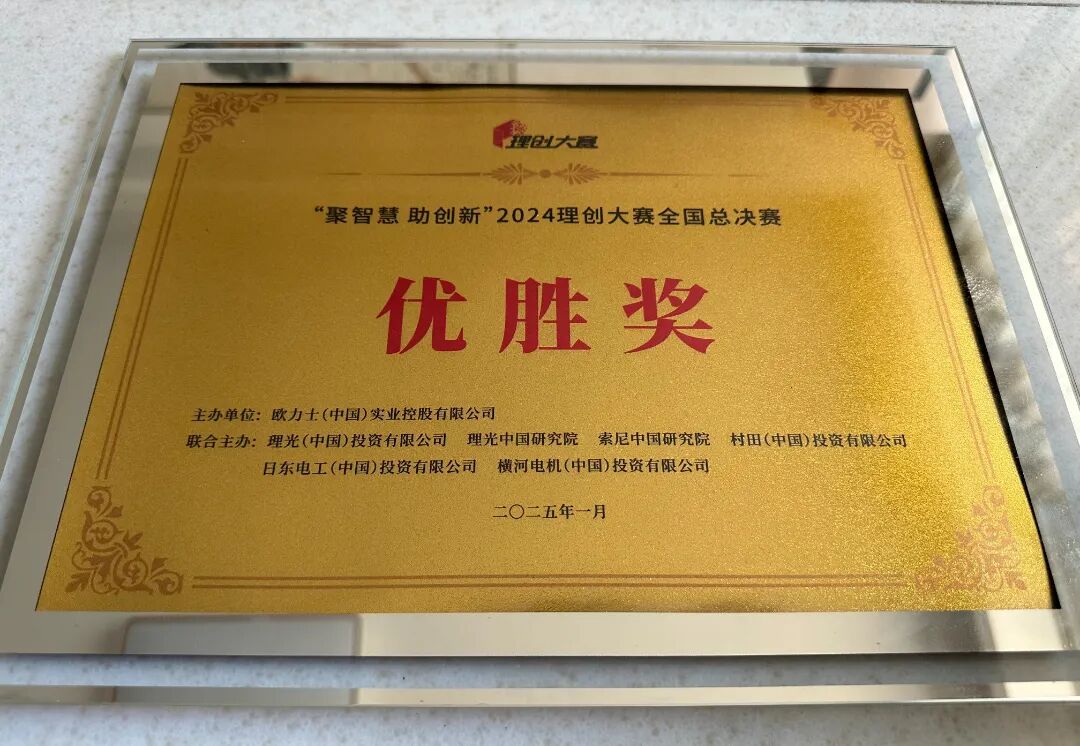 理创大赛
“聚智慧 助创新”2024理创大赛全国总决赛
优胜奖
主办单位：欧力士(中国)实业控股有限公司
联合主办：理光(中国)投资有限公司 理光中国研究院 索尼中国研究院 村田(中国)投资有限公司
日东电工(中国)投资有限公司 横河电机(中国)投资有限公司
二〇二五年一月